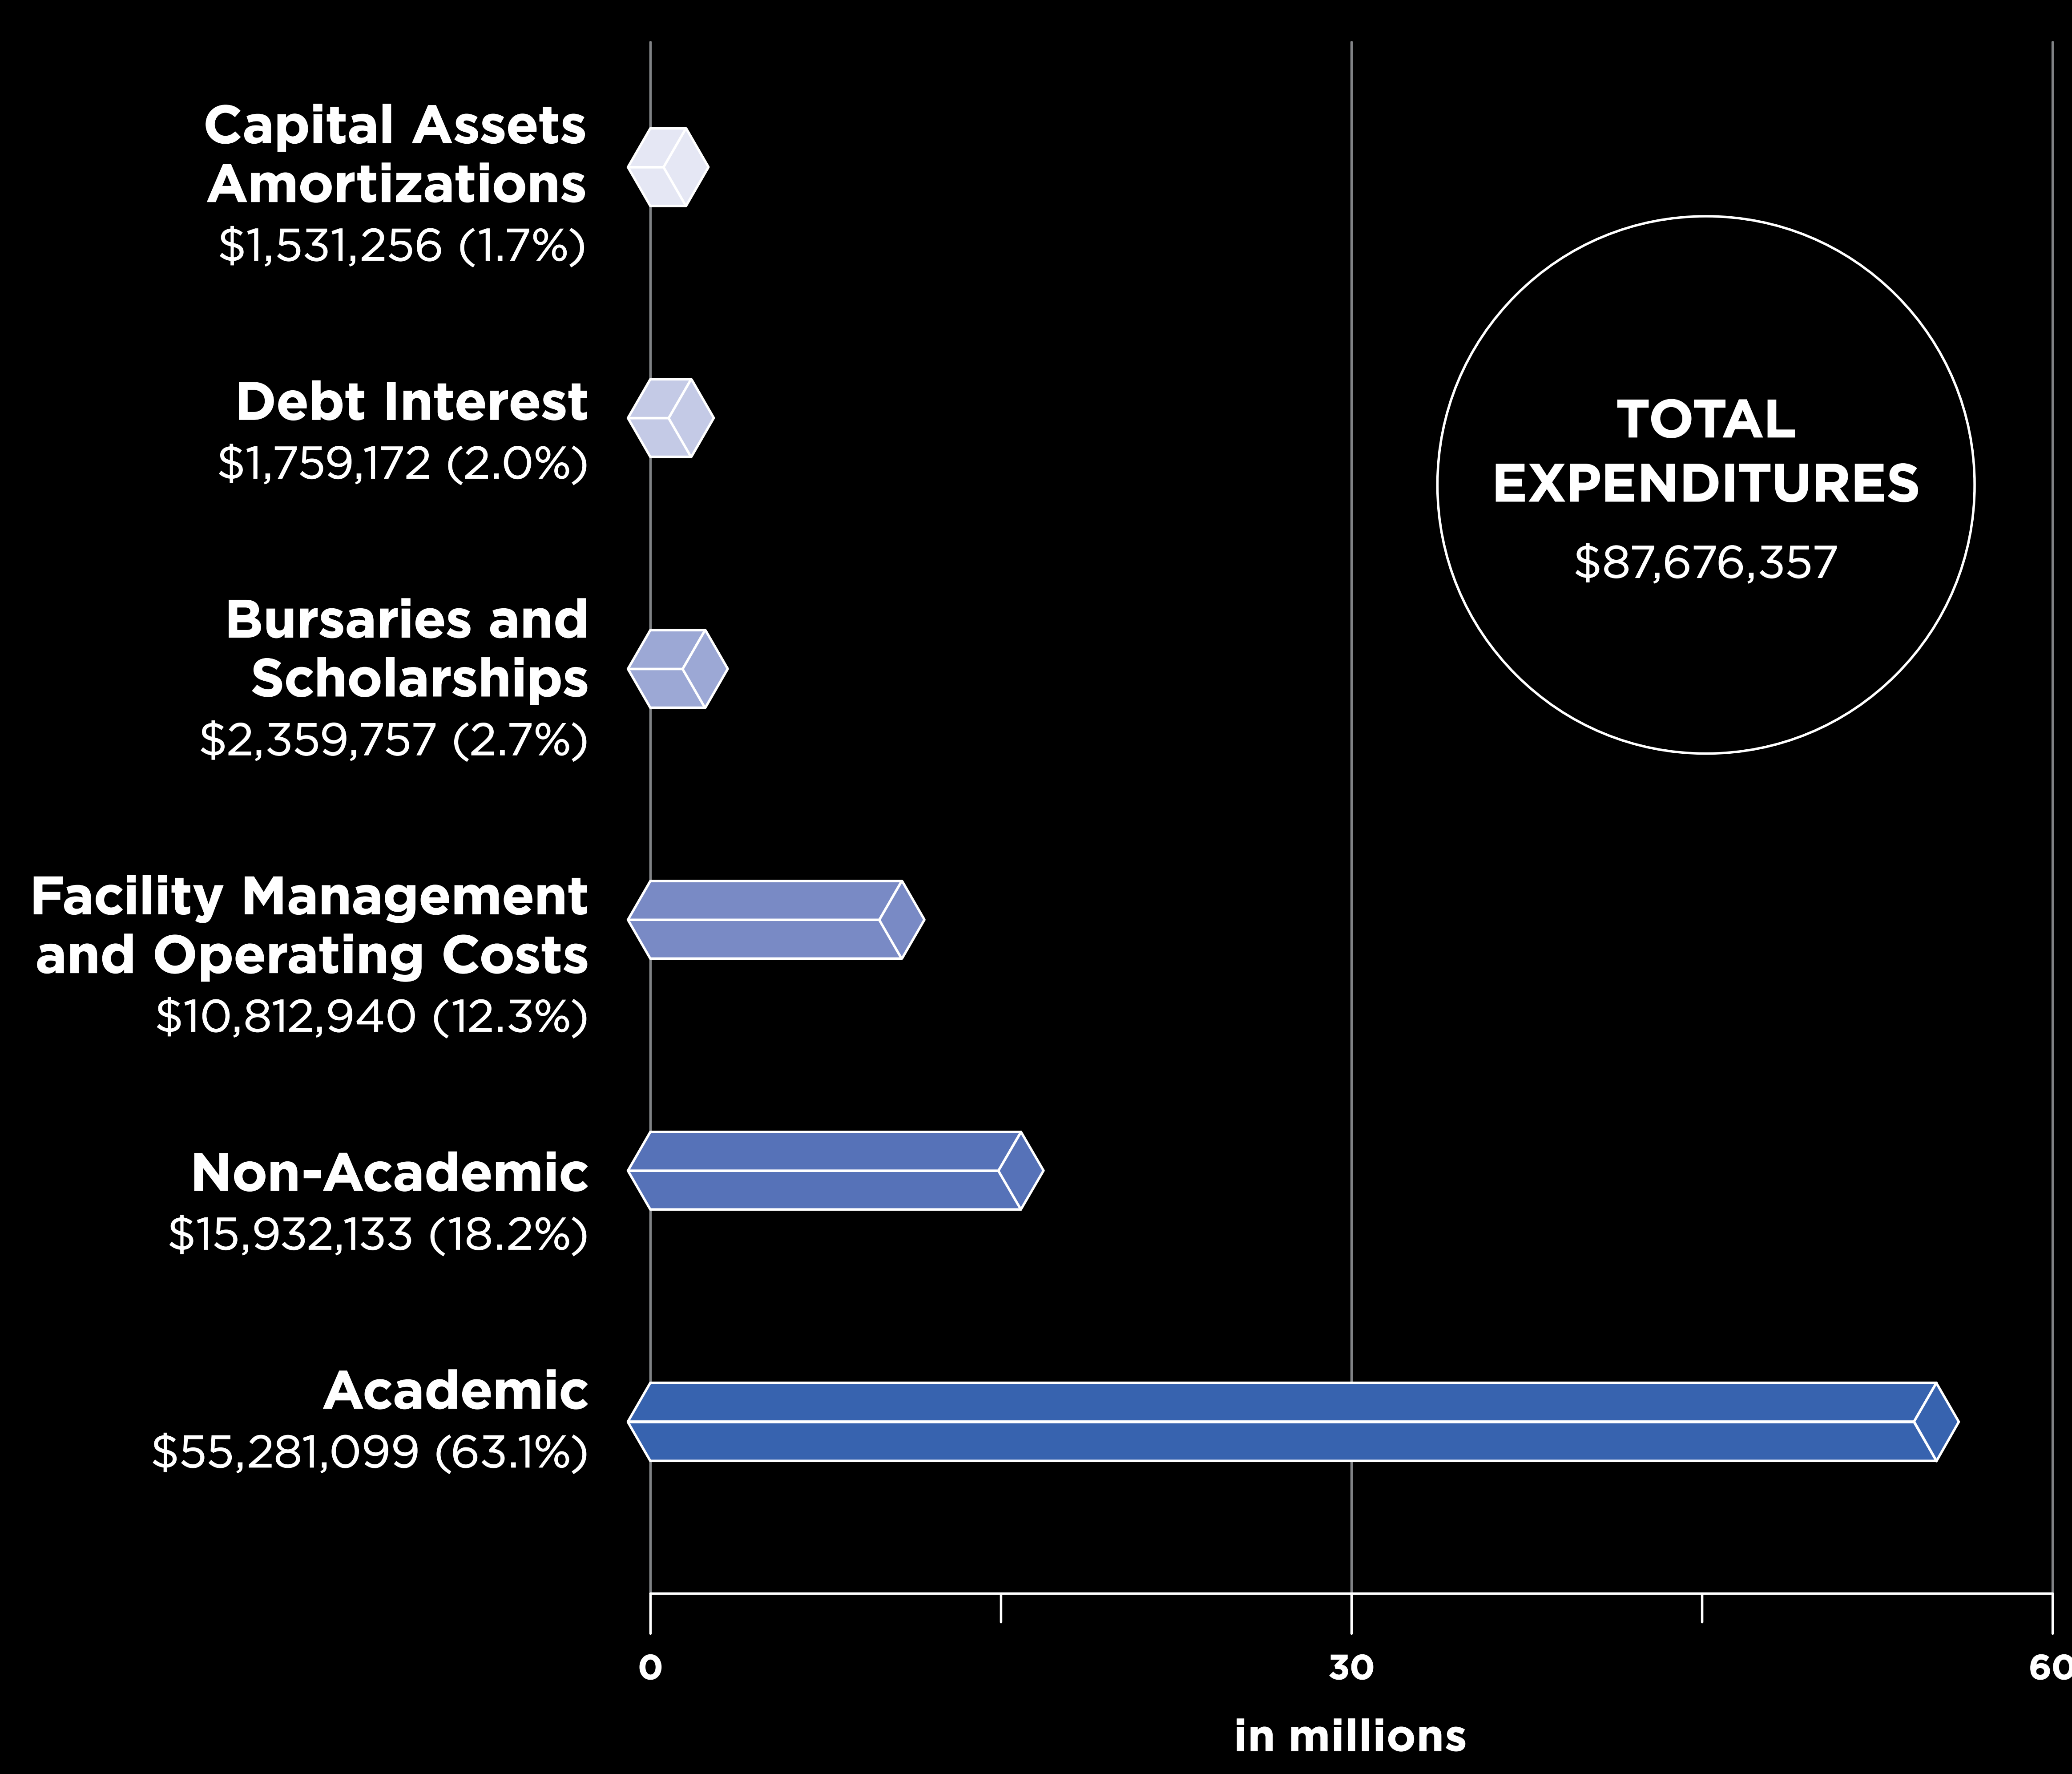 Capital Assets
Amortizations
$1,531,256 (1.7%)
Debt Interest
$1,759,172 (2.0%)
Bursaries and
Scholarships
$2,359,757 (2.7%)
Facility Management
and Operating Costs
$10,812,940 (12.3%)
Non-Academic
$15,932,133 (18.2%)
Academic
$55,281,099 (63.1%)
TOTAL
EXPENDITURES
$87,676,357
0 30 60
in millions